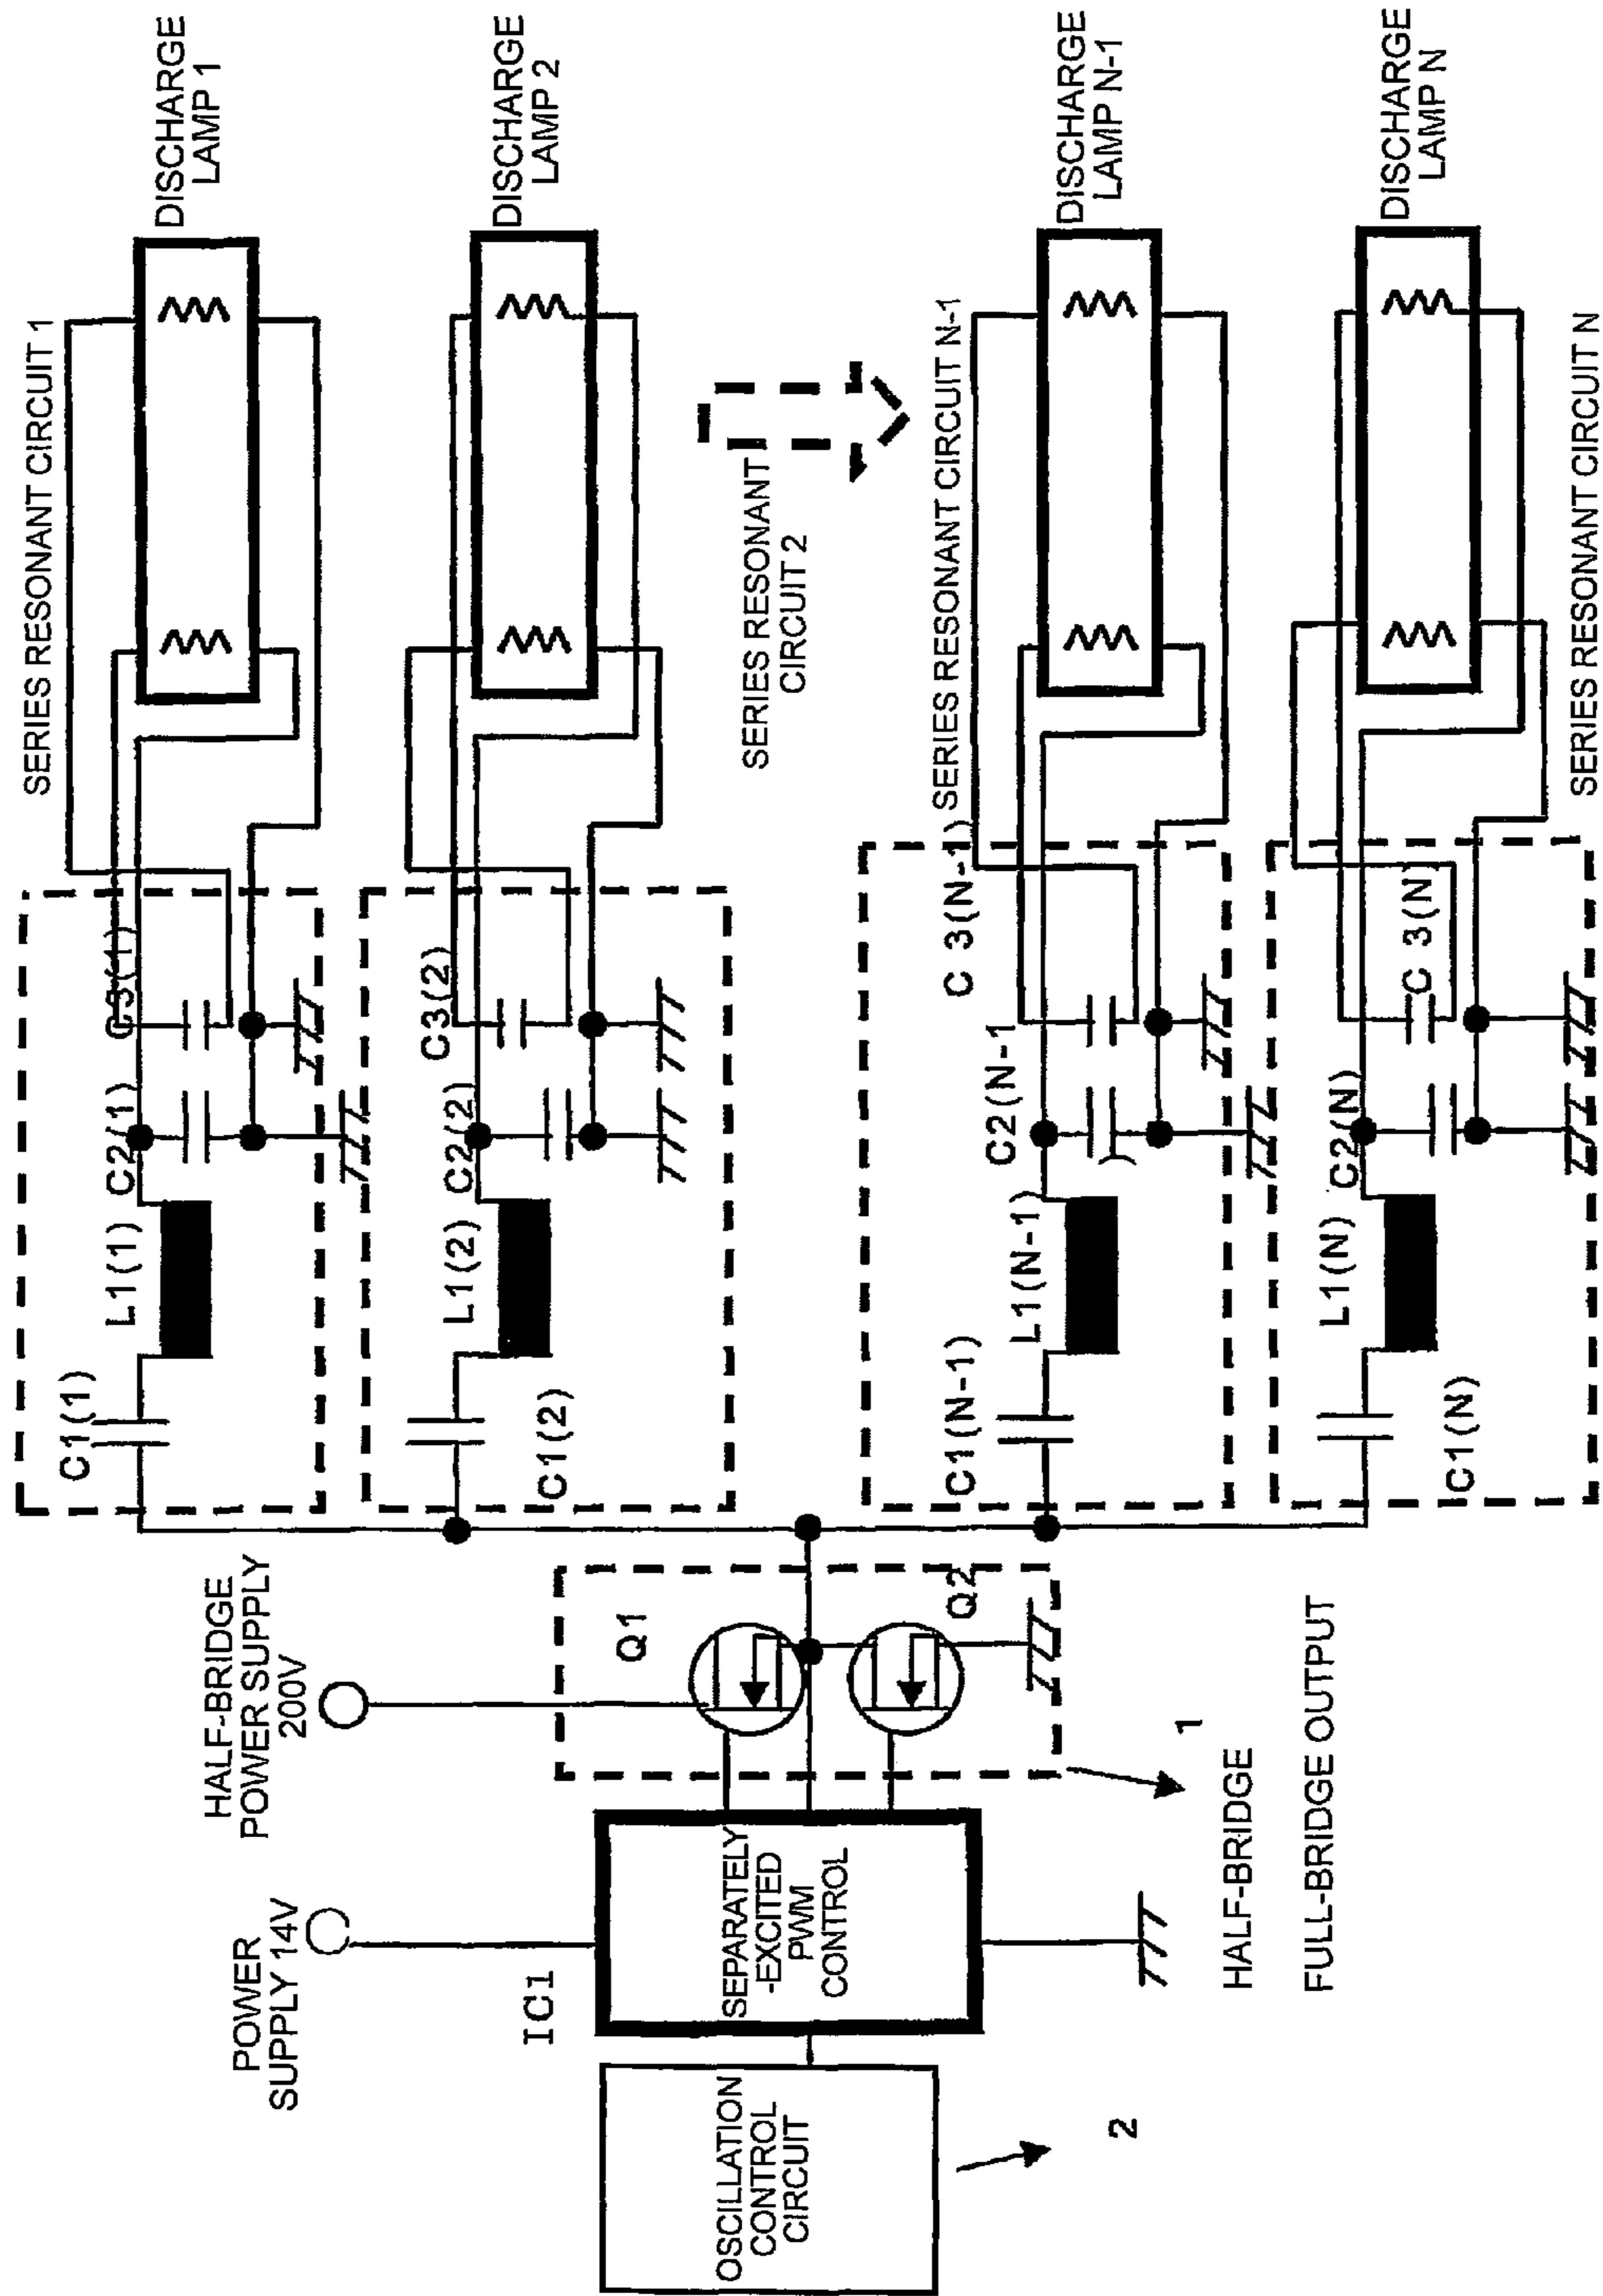 SERIES RESONANT CIRCUIT 1
DISCHARGE
LAMP 1
C1(1)
L1(1)
C2(1)
C3(1)
DISCHARGE
LAMP 2
C1(2)
L1(2)
C2(2)
C3(2)
SERIES RESONANT
CIRCUIT 2
HALF-BRIDGE
POWER SUPPLY
200V
POWER
SUPPLY 14V
IC1
Q1
Q2
OSCILLATION
CONTROL
CIRCUIT
SEPARATELY
-EXCITED
PWM
CONTROL
2
1
HALF-BRIDGE
FULL-BRIDGE OUTPUT
SERIES RESONANT CIRCUIT N-1
DISCHARGE
LAMP N-1
C1(N-1)
L1(N-1)
C2(N-1)
C 3(N-1)
DISCHARGE
LAMP N
C1(N)
L1(N)
C2(N)
C 3(N)
SERIES RESONANT CIRCUIT N